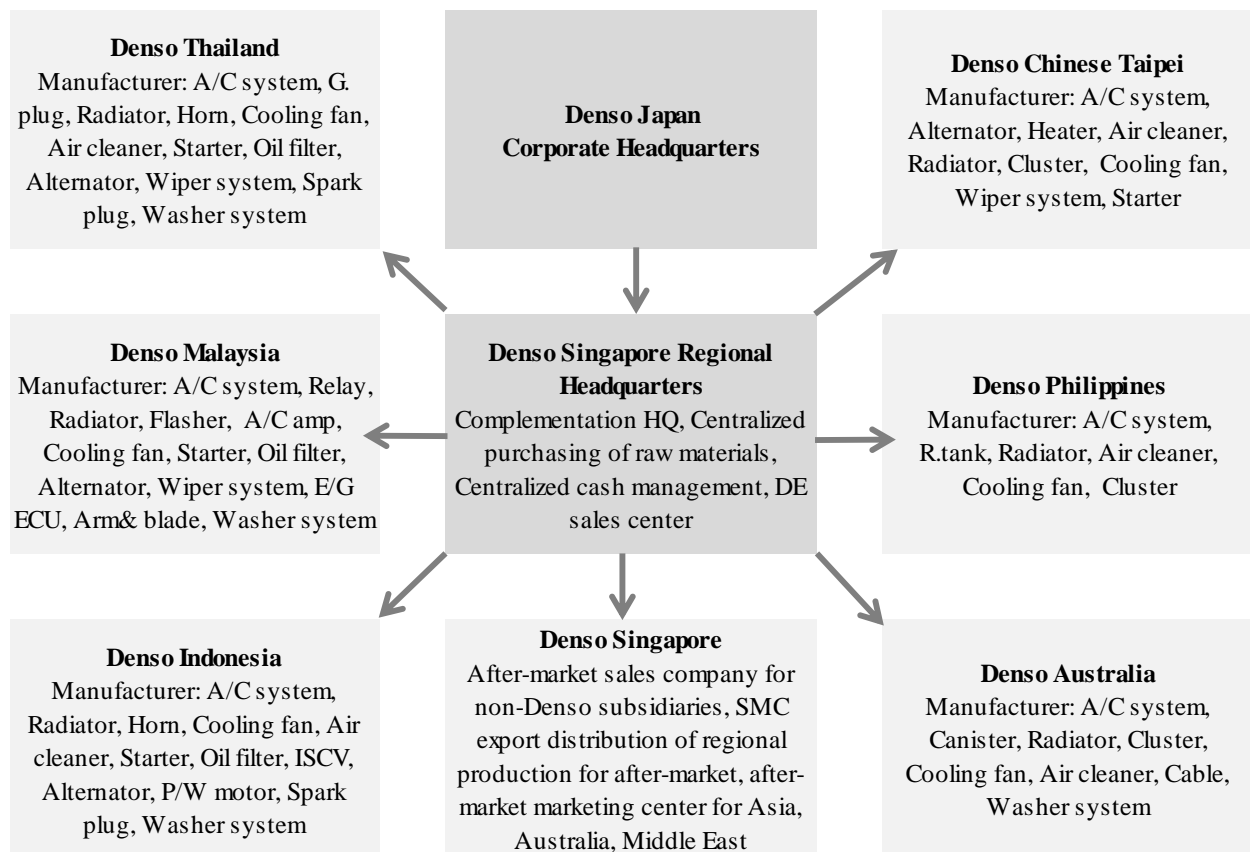 Denso Thailand
Manufacturer: A/C system, G.
plug, Radiator, Horn, Cooling fan,
Air cleaner, Starter, Oil filter,
Alternator, Wiper system, Spark
plug, Washer system
Denso Japan
Corporate Headquarters
Denso Chinese Taipei
Manufacturer: A/C system,
Alternator, Heater, Air cleaner,
Radiator, Cluster, Cooling fan,
Wiper system, Starter
Denso Malaysia
Manufacturer: A/C system, Relay,
Radiator, Flasher, A/C amp,
Cooling fan, Starter, Oil filter,
Alternator, Wiper system, E/G
ECU, Arm& blade, Washer system
Denso Singapore Regional
Headquarters
Complementation HQ, Centralized
purchasing of raw materials,
Centralized cash management, DE
sales center
Denso Philippines
Manufacturer: A/C system,
R.tank, Radiator, Air cleaner,
Cooling fan, Cluster
Denso Indonesia
Manufacturer: A/C system,
Radiator, Horn, Cooling fan, Air
cleaner, Starter, Oil filter, ISCV,
Alternator, P/W motor, Spark
plug, Washer system
Denso Singapore
After-market sales company for
non-Denso subsidiaries, SMC
export distribution of regional
production for after-market, after-
market marketing center for Asia,
Australia, Middle East
Denso Australia
Manufacturer: A/C system,
Canister, Radiator, Cluster,
Cooling fan, Air cleaner, Cable,
Washer system